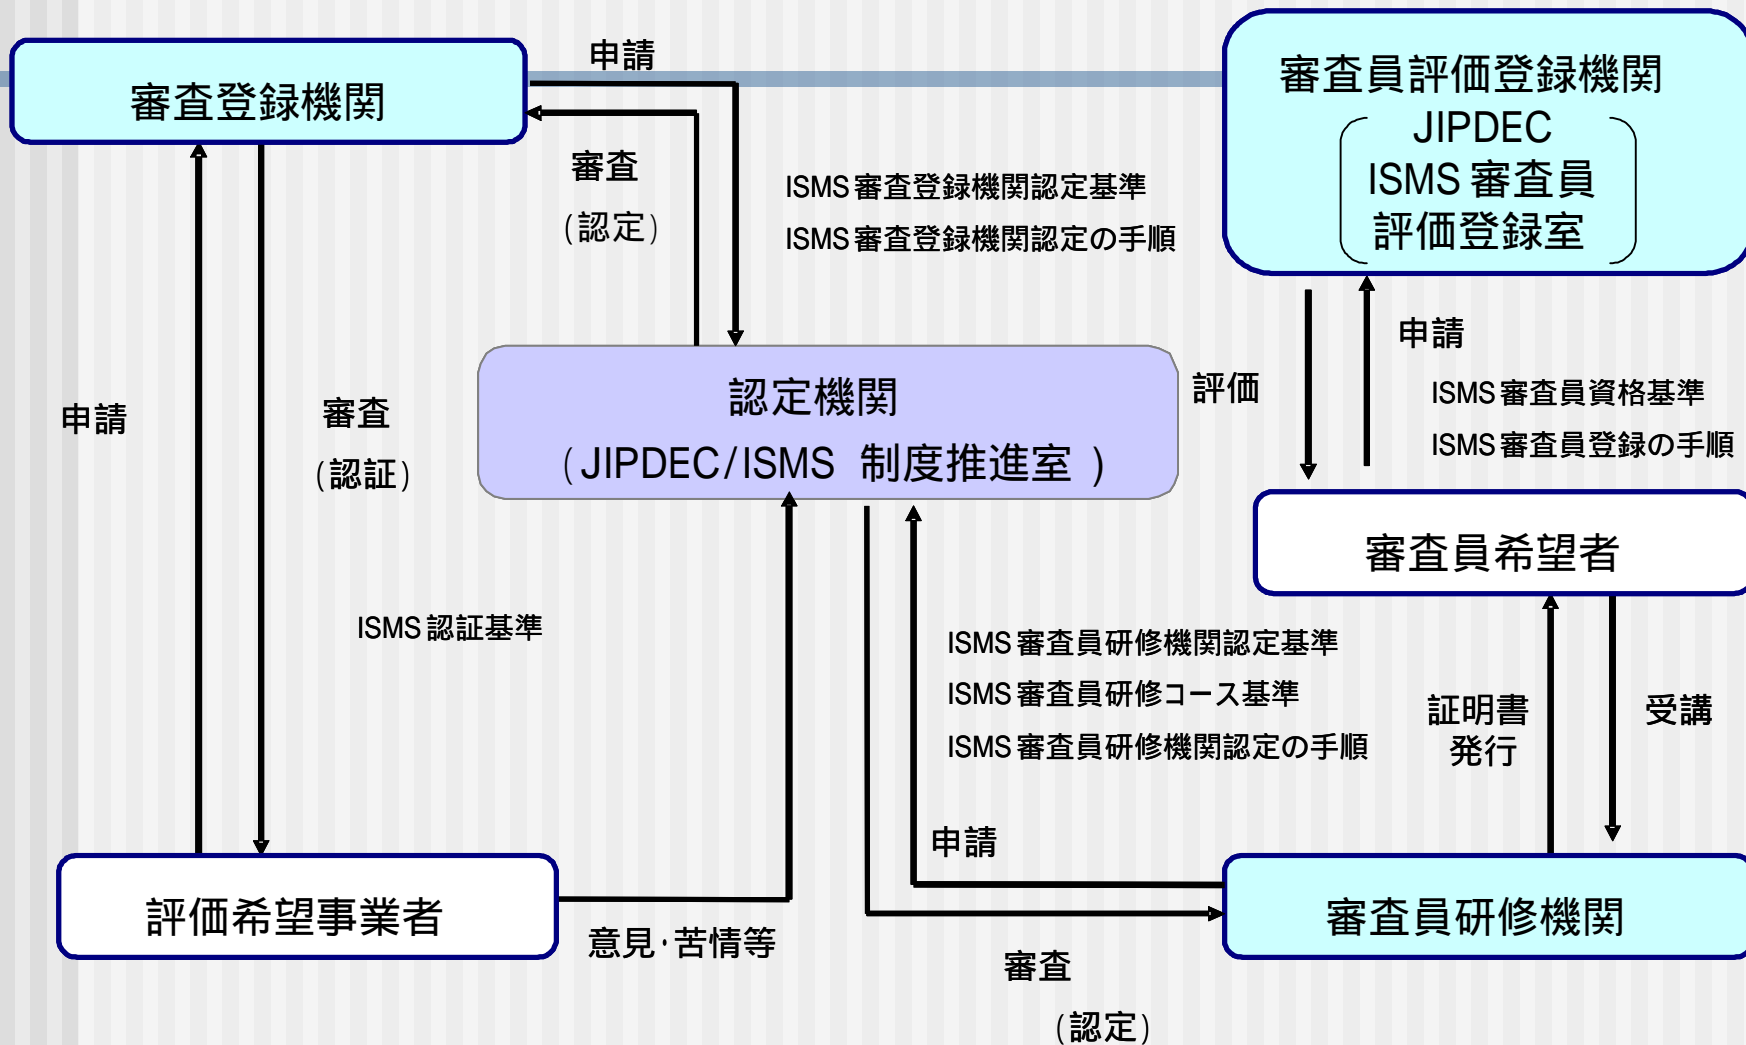 申請
審査登録機関
審査
(認定)
ISMS審査登録機関認定基準
ISMS審査登録機関認定の手順
審査員評価登録機関
JIPDEC
ISMS審査員
評価登録室
申請
審査
(認証)
認定機関
(JIPDEC/ISMS 制度推進室 )
評価
申請
ISMS審査員資格基準
ISMS審査員登録の手順
審査員希望者
ISMS認証基準
ISMS審査員研修機関認定基準
ISMS審査員研修コース基準
ISMS審査員研修機関認定の手順
証明書
発行
受講
申請
評価希望事業者
意見・苦情等
審査員研修機関
審査
(認定)